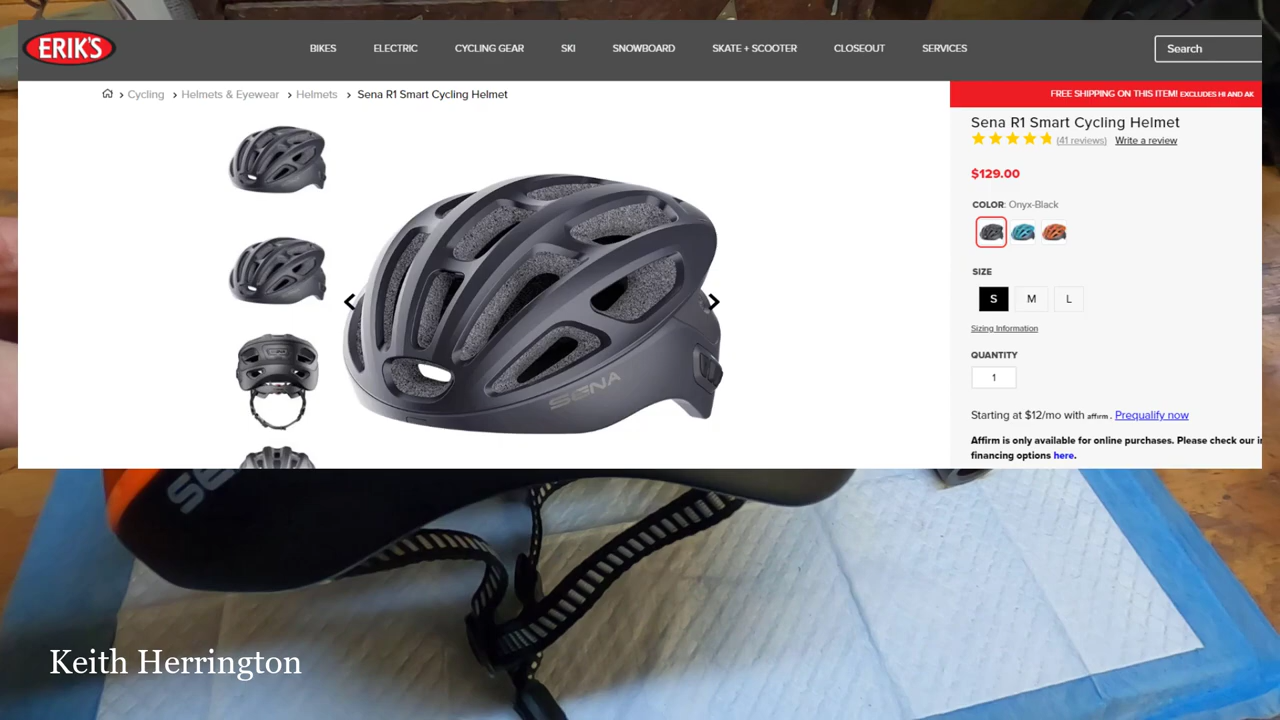 ERIK'S
BIKES ELECTRIC CYCLING GEAR SKI SNOWBOARD SKATE + SCOOTER CLOSEOUT SERVICES
Search
Cycling > Helmets & Eyewear > Helmets > Sena R1 Smart Cycling Helmet
FREE SHIPPING ON THIS ITEM! EXCLUDES HI AND AK
Sena R1 Smart Cycling Helmet
(41 reviews) Write a review
$129.00
COLOR: Onyx-Black
SIZE
S M L
Sizing Information
QUANTITY
1
Starting at $12/mo with affirm. Prequalify now
Affirm is only available for online purchases. Please check our
financing options here.
SENA
SE
Keith Herrington